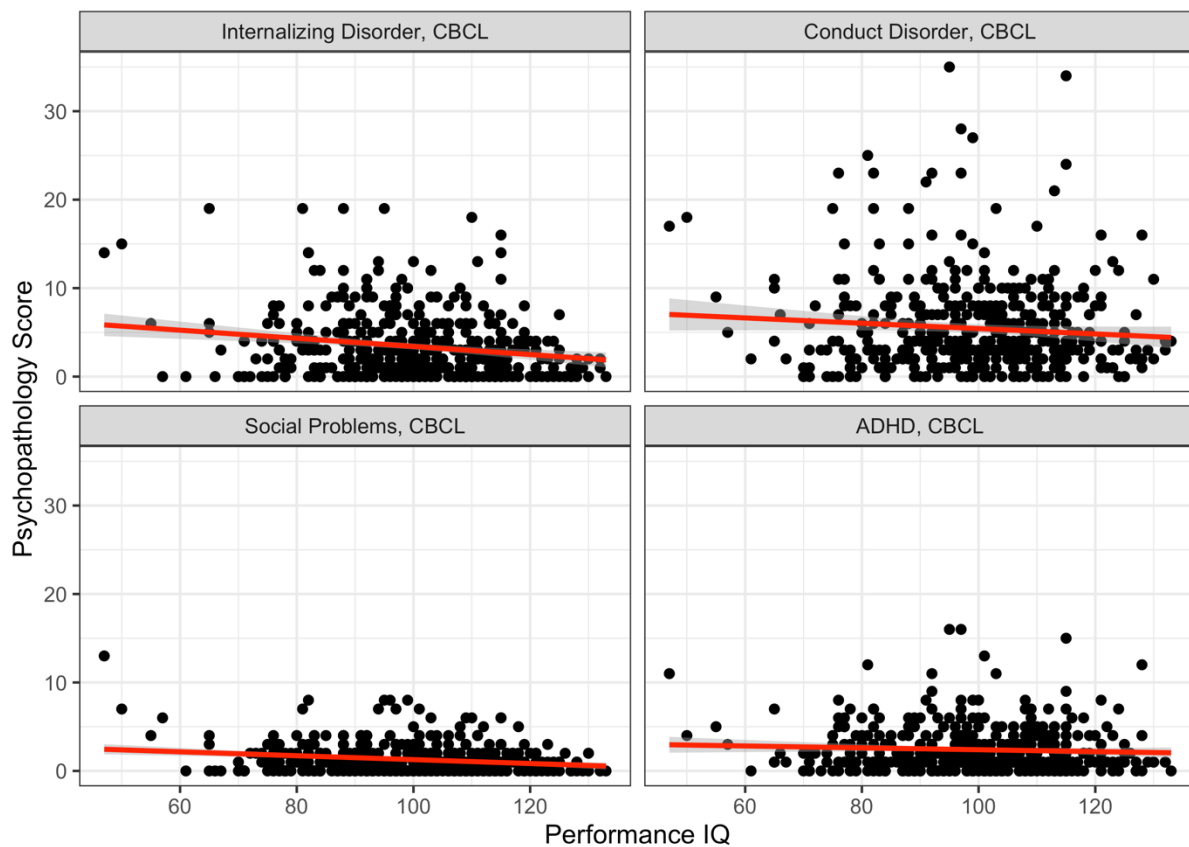 Internalizing Disorder, CBCL
Conduct Disorder, CBCL
30
20
10
0
Social Problems, CBCL
ADHD, CBCL
30
20
10
0
60 80 100 120
60 80 100 120
Performance IQ
Psychopathology Score